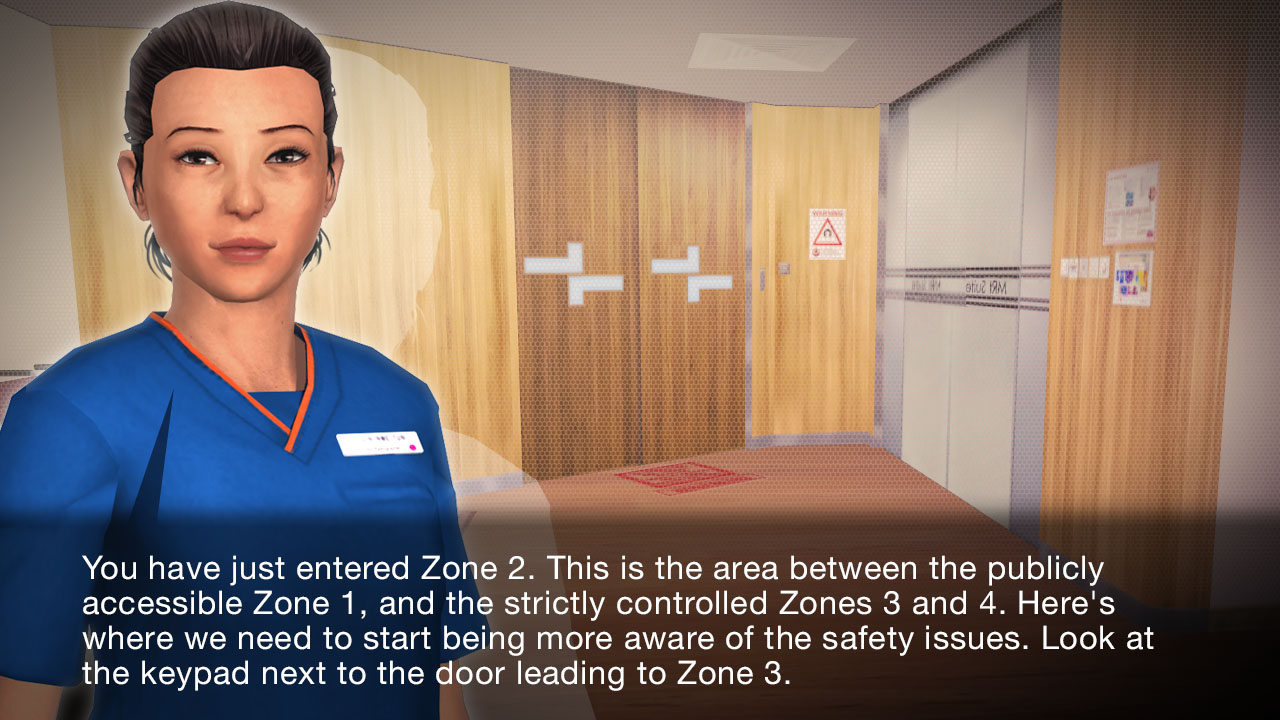 MRI Suite
You have just entered Zone 2. This is the area between the publicly
accessible Zone 1, and the strictly controlled Zones 3 and 4. Here's
where we need to start being more aware of the safety issues. Look at
the keypad next to the door leading to Zone 3.